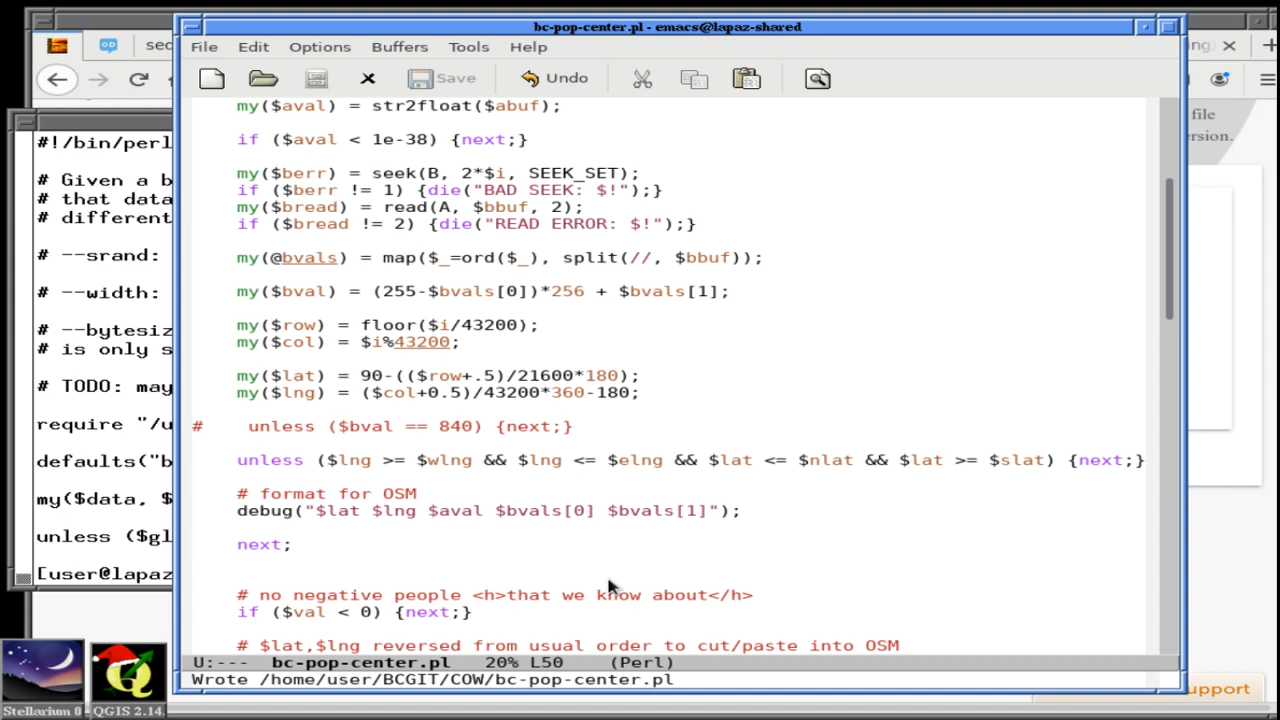 bc-pop-center.pl - emacs@lapaz-shared
File Edit Options Buffers Tools Help
Save Undo
my($aval) = str2float($abuf);
if ($aval < 1e-38) {next;}
my($berr) = seek(B, 2*$i, SEEK_SET);
if ($berr != 1) {die("BAD SEEK: $!");}
my($bread) = read(A, $bbuf, 2);
if ($bread != 2) {die("READ ERROR: $!");}
my(@bvals) = map($_=ord($_), split(//, $bbuf));
my($bval) = (255-$bvals[0])*256 + $bvals[1];
my($row) = floor($i/43200);
my($col) = $i%43200;
my($lat) = 90-(($row+.5)/21600*180);
my($lng) = ($col+0.5)/43200*360-180;
#    unless ($bval == 840) {next;}
unless ($lng >= $wlng && $lng <= $elng && $lat <= $nlat && $lat >= $slat) {next;}
# format for OSM
debug("$lat $lng $aval $bvals[0] $bvals[1]");
next;
# no negative people <h>that we know about</h>
if ($val < 0) {next;}
# $lat,$lng reversed from usual order to cut/paste into OSM
U:--- bc-pop-center.pl 20% L50 (Perl)
Wrote /home/user/BCGIT/COW/bc-pop-center.pl
#!/bin/perl
# Given a b
# that data
# different
# --srand:
# --width:
# --bytesiz
# is only s
# TODO: may
require "/u
defaults("b
my($data, $
unless ($gl
[user@lapaz
sec
file
rsion.
upport
Stellarium 0
QGIS 2.14.